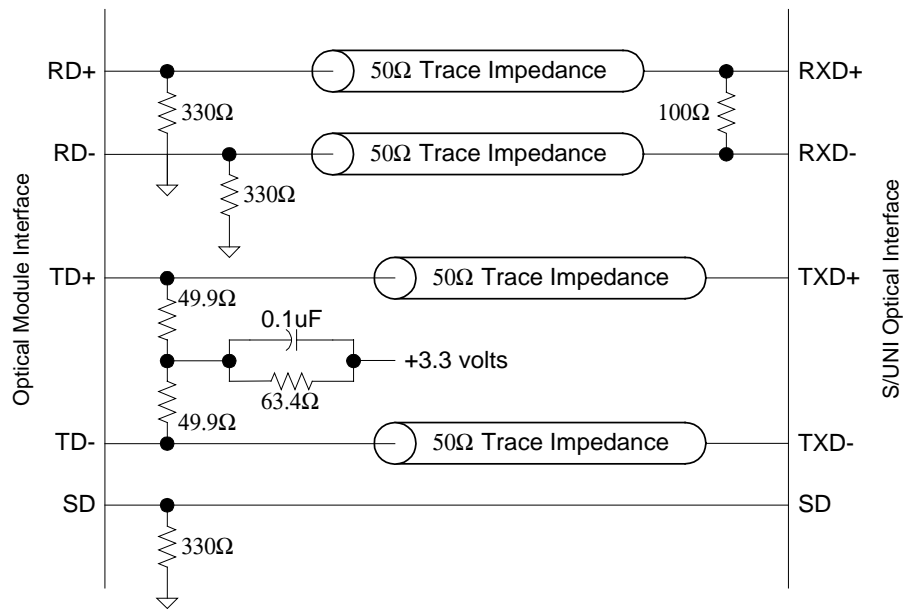 RD+
50Ω Trace Impedance
RXD+
330Ω
100Ω
RD-
50Ω Trace Impedance
RXD-
330Ω
Optical Module Interface
S/UNI Optical Interface
TD+
50Ω Trace Impedance
TXD+
49.9Ω
0.1uF
+3.3 volts
63.4Ω
49.9Ω
TD-
50Ω Trace Impedance
TXD-
SD
SD
330Ω